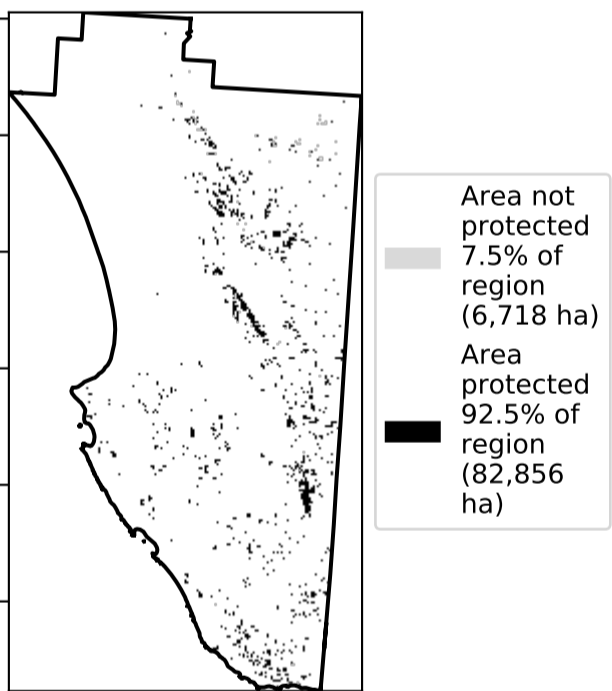 Area not
protected
7.5% of
region
(6,718 ha)
Area
protected
92.5% of
region
(82,856
ha)